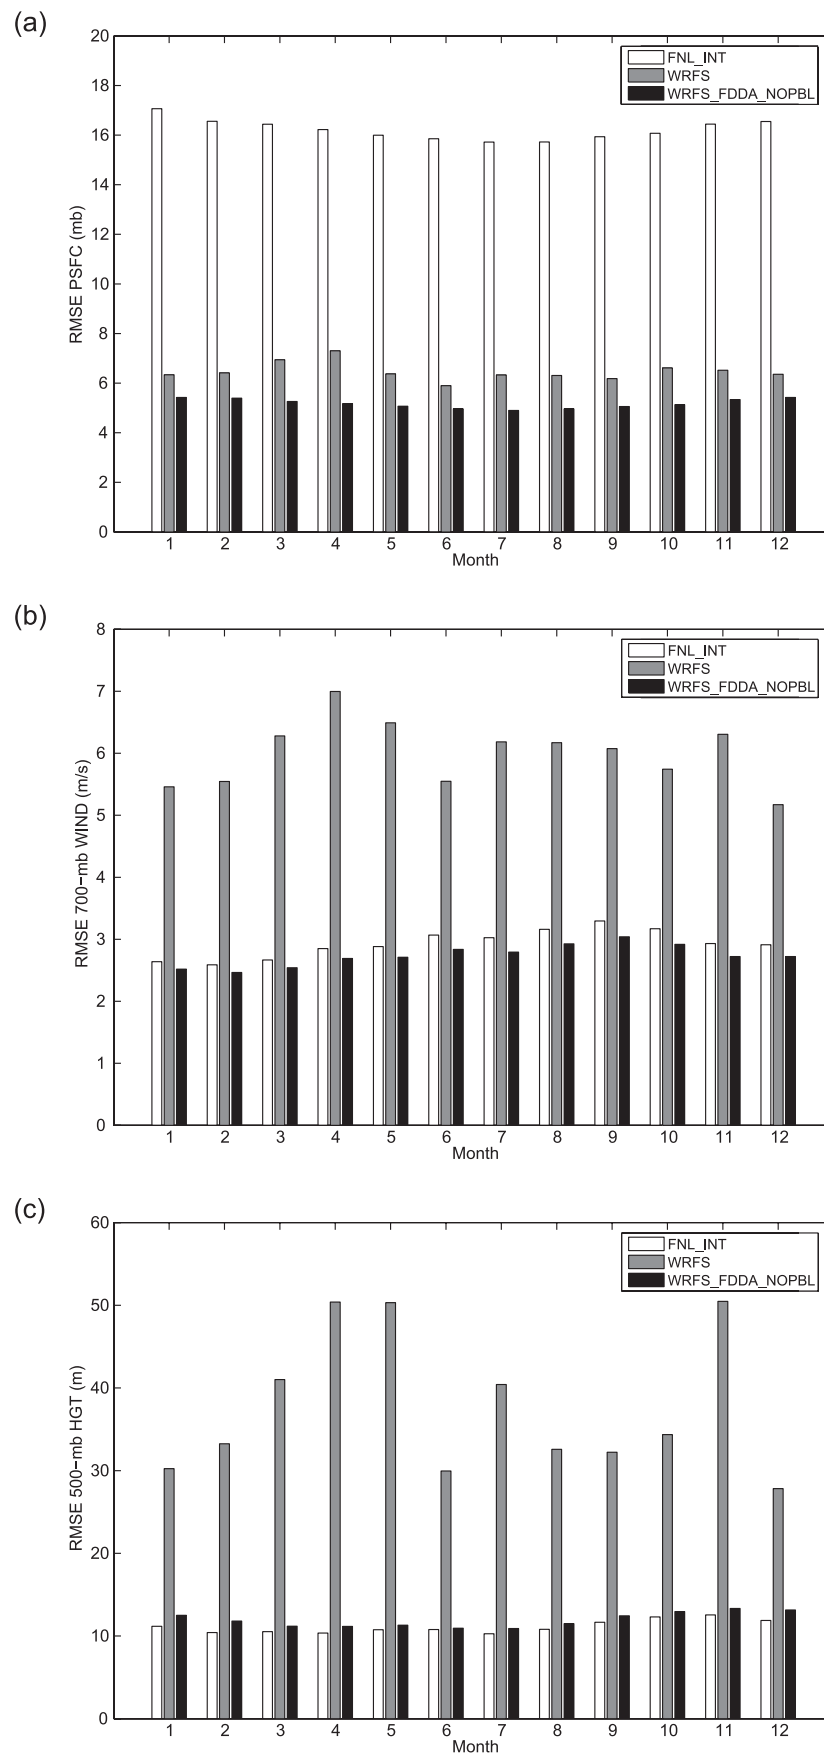 (a)
20
18
16
14
12
10
8
6
4
2
0
RMSE PSFC (mb)
FNL_INT
WRFS
WRFS_FDDA_NOPBL
1 2 3 4 5 6 7 8 9 10 11 12
Month
(b)
8
7
6
5
4
3
2
1
0
RMSE 700−mb WIND (m/s)
FNL_INT
WRFS
WRFS_FDDA_NOPBL
1 2 3 4 5 6 7 8 9 10 11 12
Month
(c)
60
50
40
30
20
10
0
RMSE 500−mb HGT (m)
FNL_INT
WRFS
WRFS_FDDA_NOPBL
1 2 3 4 5 6 7 8 9 10 11 12
Month